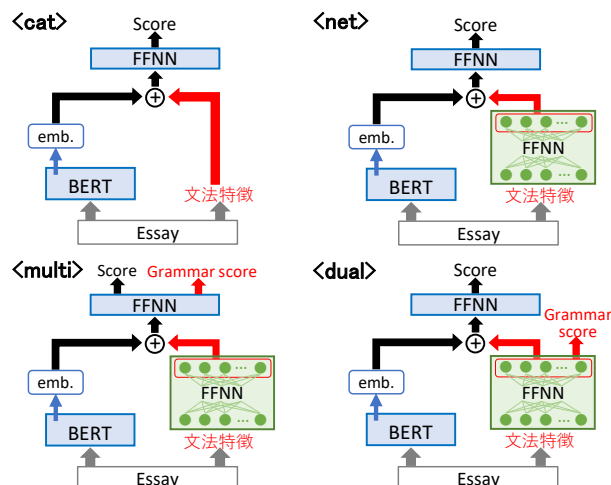 <cat>
Score
FFNN
+
emb.
BERT
文法特徴
Essay
<net>
Score
FFNN
+
emb.
...
FFNN
...
BERT
文法特徴
Essay
<multi>
Score
Grammar score
FFNN
+
emb.
...
FFNN
...
BERT
文法特徴
Essay
<dual>
Score
FFNN
Grammar
score
+
emb.
...
FFNN
...
BERT
文法特徴
Essay